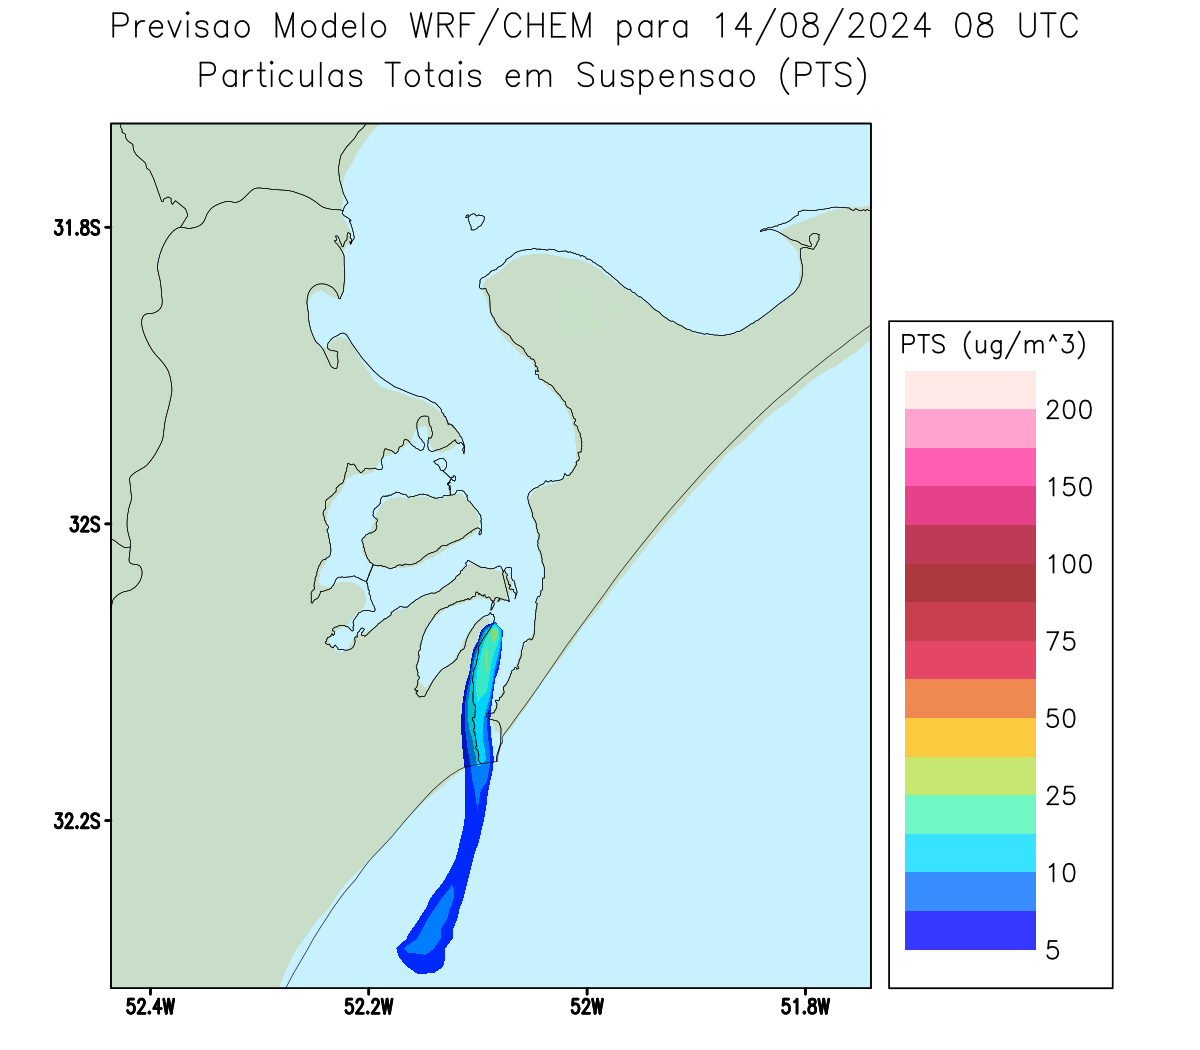 Previsao Modelo WRF/CHEM para 14/08/2024 08 UTC
Particulas Totais em Suspensao (PTS)
31.8S
32S
32.2S
52.4W
52.2W
52W
51.8W
PTS (ug/m^3)
200
150
100
75
50
25
10
5